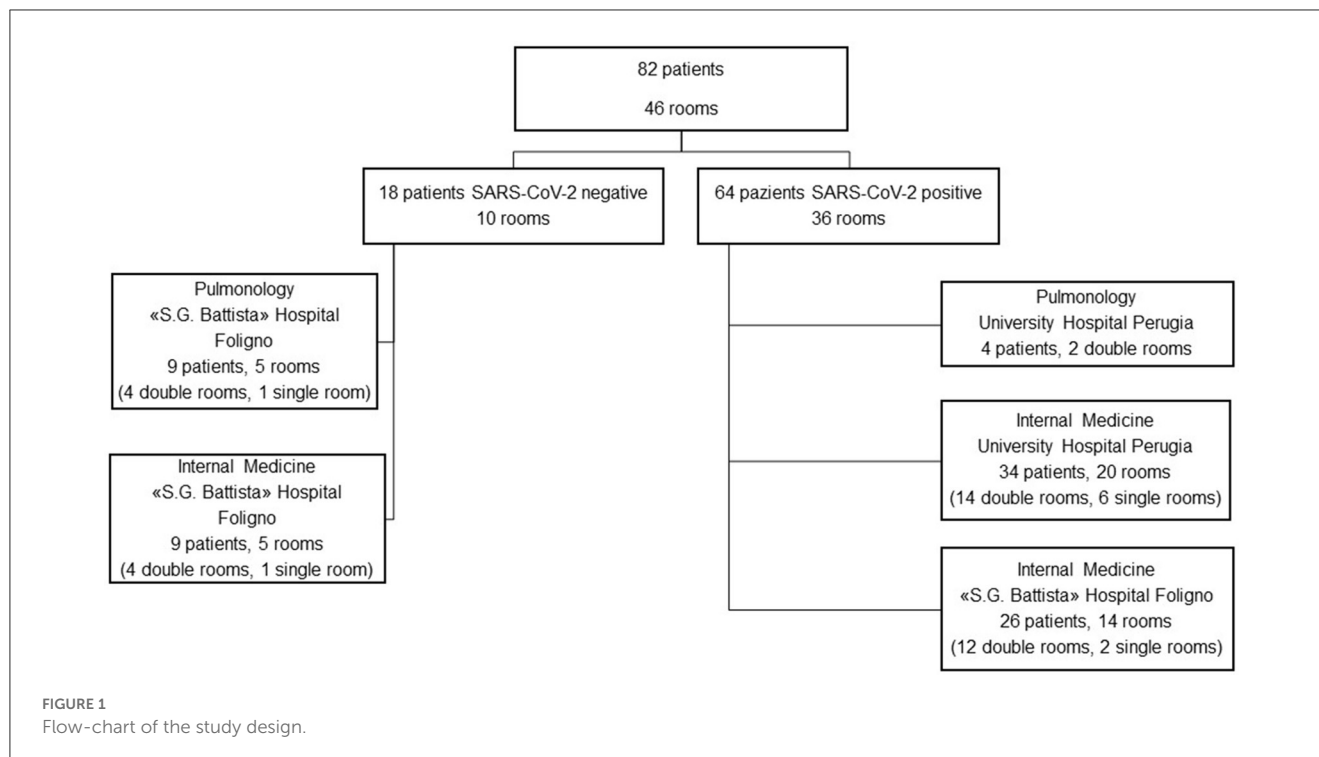 82 patients
46 rooms
18 patients SARS-CoV-2 negative
10 rooms
64 pazients SARS-CoV-2 positive
36 rooms
Pulmonology
«S.G. Battista» Hospital
Foligno
9 patients, 5 rooms
(4 double rooms, 1 single room)
Internal Medicine
«S.G. Battista» Hospital
Foligno
9 patients, 5 rooms
(4 double rooms, 1 single room)
Pulmonology
University Hospital Perugia
4 patients, 2 double rooms
Internal Medicine
University Hospital Perugia
34 patients, 20 rooms
(14 double rooms, 6 single rooms)
Internal Medicine
«S.G. Battista» Hospital Foligno
26 patients, 14 rooms
(12 double rooms, 2 single rooms)
FIGURE 1
Flow-chart of the study design.